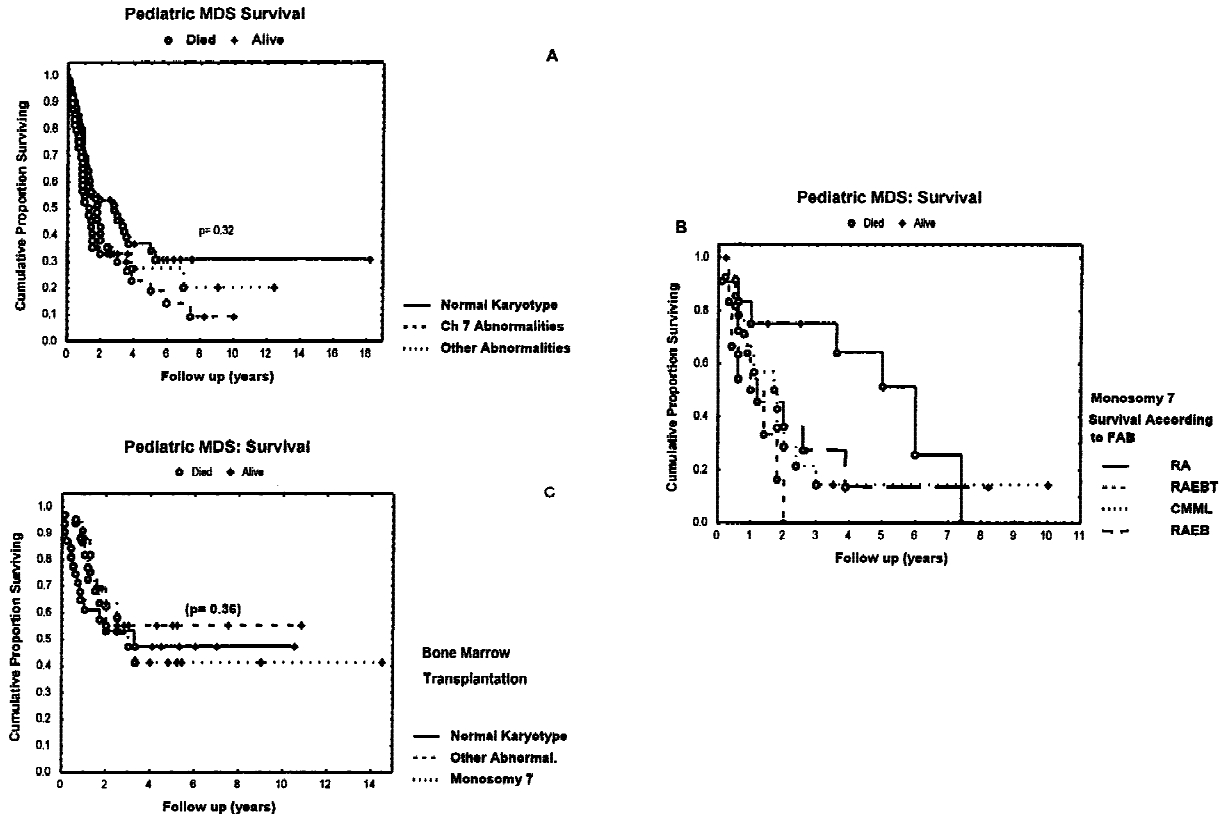 Pediatric MDS Survival
Died Alive
A
Cumulative Proportion Surviving
1.0
0.9
0.8
0.7
0.6
0.5
0.4
0.3
0.2
0.1
0.0
p= 0.32
0 2 4 6 8 10 12 14 16 18
Follow up (years)
Normal Karyotype
Ch 7 Abnormalities
Other Abnormalities
Pediatric MDS: Survival
B
Died Alive
Cumulative Proportion Surviving
1.0
0.8
0.6
0.4
0.2
0.0
0 1 2 3 4 5 6 7 8 9 10 11
Follow up (years)
Monosomy 7
Survival According
to FAB
RA
RAEBT
CMML
RAEB
Pediatric MDS: Survival
Died Alive
C
Cumulative Proportion Surviving
1.0
0.9
0.8
0.7
0.6
0.5
0.4
0.3
0.2
0.1
0.0
(p= 0.36)
0 2 4 6 8 10 12 14
Follow up (years)
Bone Marrow
Transplantation
Normal Karyotype
Other Abnormal.
Monosomy 7